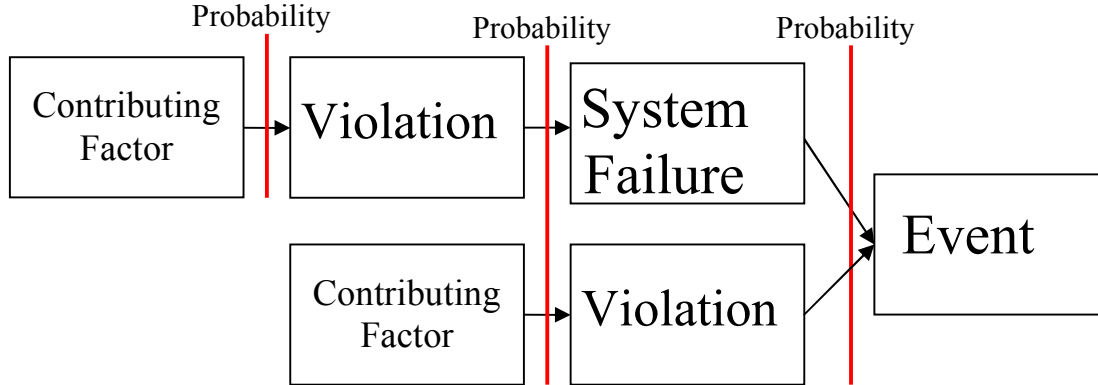 Probability
Probability
Probability
Contributing
Factor
Violation
System
Failure
Event
Contributing
Factor
Violation